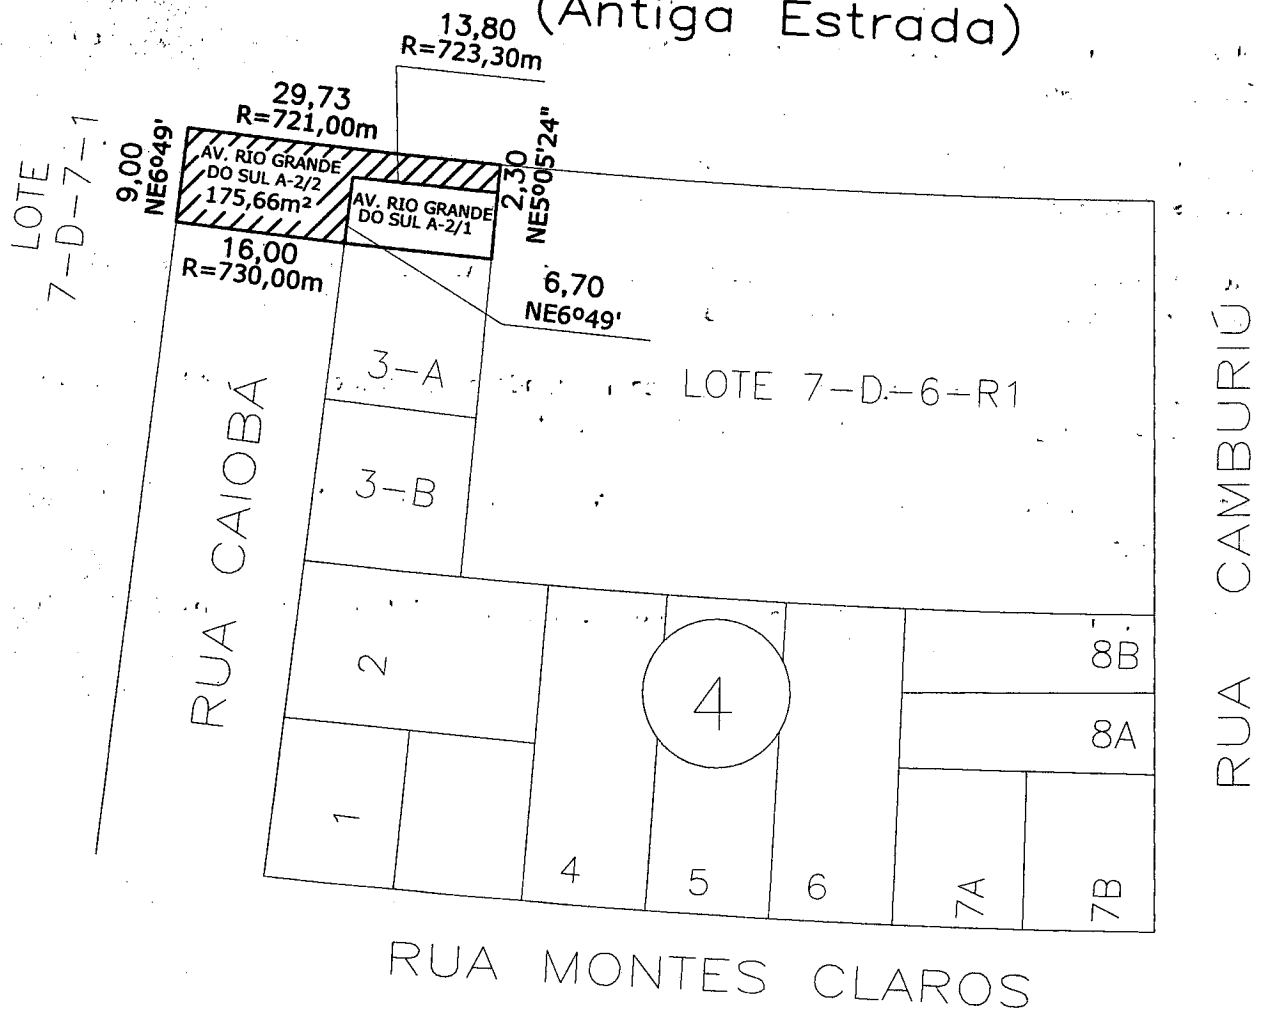 (Antiga Estrada)
13,80
R=723,30m
29,73
R=721,00m
LOTE
7-D-7-1
9,00
NE6º49'
AV. RIO GRANDE
DO SUL A-2/2
175,66m²
AV. RIO GRANDE
DO SUL A-2/1
2,30
NE5º05'24"
16,00
R=730,00m
6,70
NE6º49'
3-A
LOTE 7-D-6-R1
3-B
RUA CAIOBÁ
RUA CAMBURIÚ
2
4
8B
8A
1
4
5
6
7A
7B
RUA MONTES CLAROS